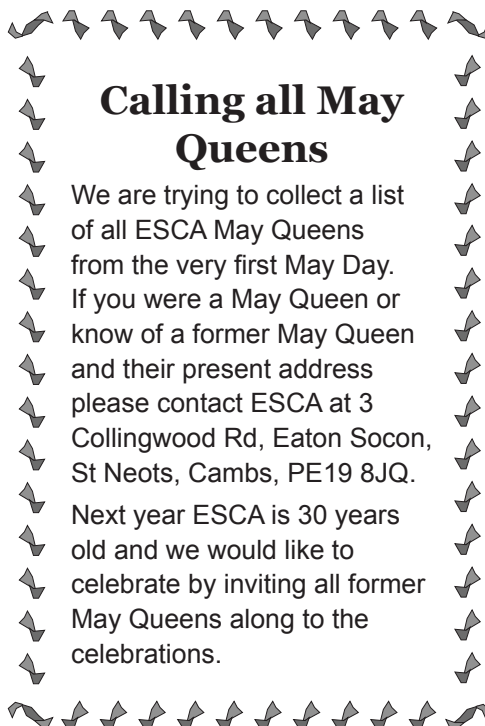 Calling all May
Queens
We are trying to collect a list
of all ESCA May Queens
from the very first May Day.
If you were a May Queen or
know of a former May Queen
and their present address
please contact ESCA at 3
Collingwood Rd, Eaton Socon,
St Neots, Cambs, PE19 8JQ.
Next year ESCA is 30 years
old and we would like to
celebrate by inviting all former
May Queens along to the
celebrations.